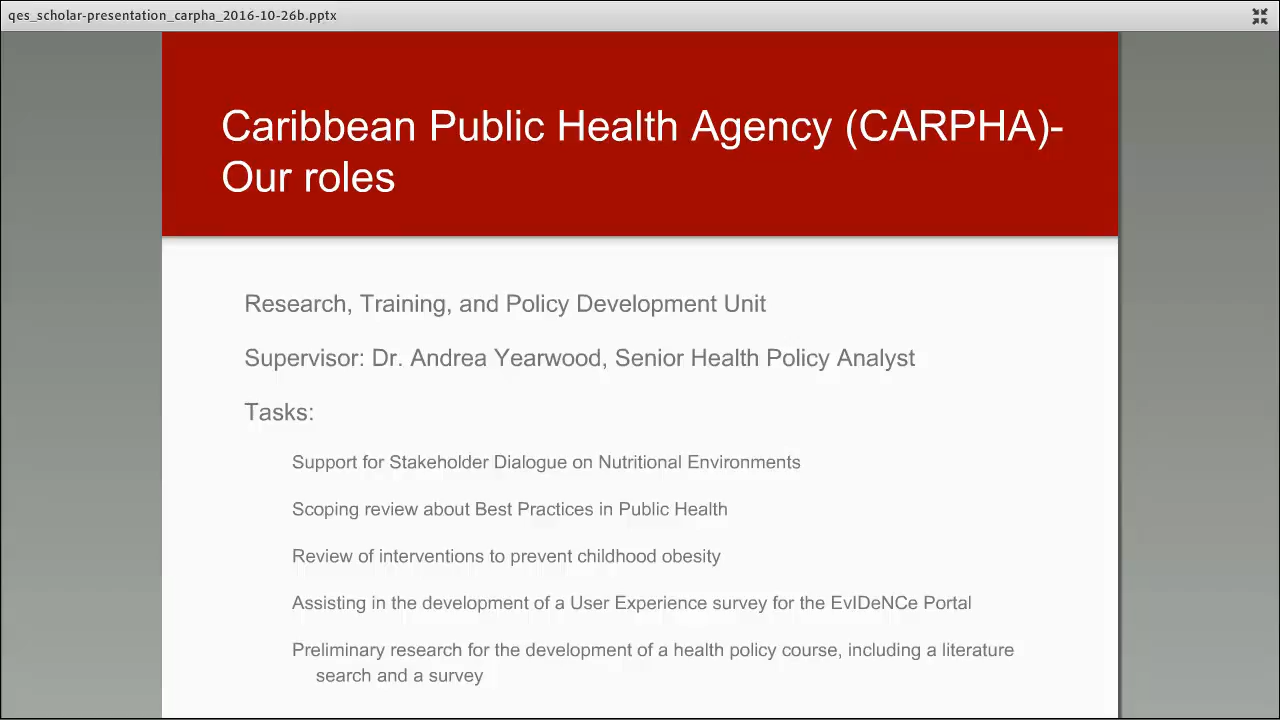 qes_scholar-presentation_carpha_2016-10-26b.pptx
Caribbean Public Health Agency (CARPHA)-
Our roles
Research, Training, and Policy Development Unit
Supervisor: Dr. Andrea Yearwood, Senior Health Policy Analyst
Tasks:
Support for Stakeholder Dialogue on Nutritional Environments
Scoping review about Best Practices in Public Health
Review of interventions to prevent childhood obesity
Assisting in the development of a User Experience survey for the EvIDeNCe Portal
Preliminary research for the development of a health policy course, including a literature
search and a survey